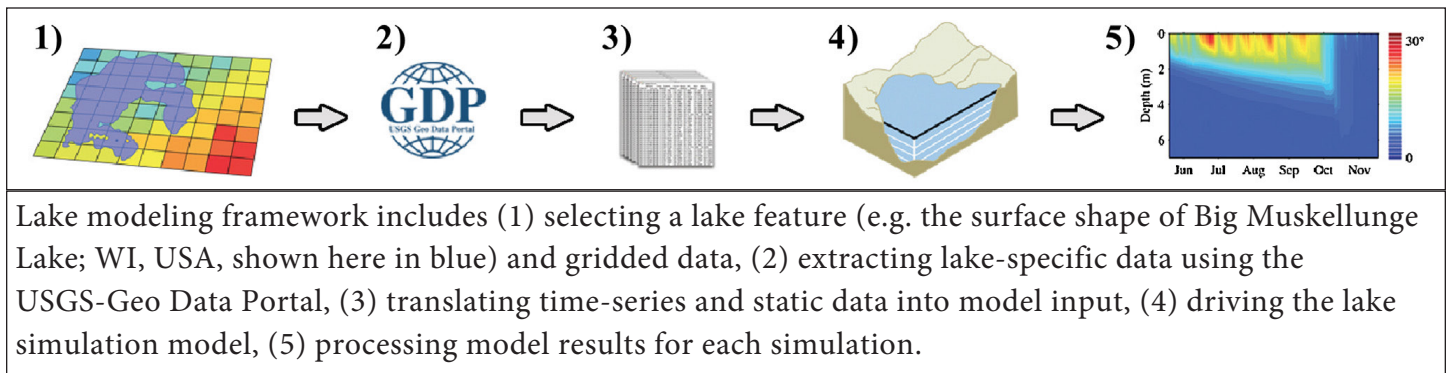 1)
2)
3)
4)
5)
GDP
USGS Geo Data Portal
Depth (m)
0
2
4
6
Jun Jul Aug Sep Oct Nov
30°
0
Lake modeling framework includes (1) selecting a lake feature (e.g. the surface shape of Big Muskellunge
Lake; WI, USA, shown here in blue) and gridded data, (2) extracting lake-specific data using the
USGS-Geo Data Portal, (3) translating time-series and static data into model input, (4) driving the lake
simulation model, (5) processing model results for each simulation.